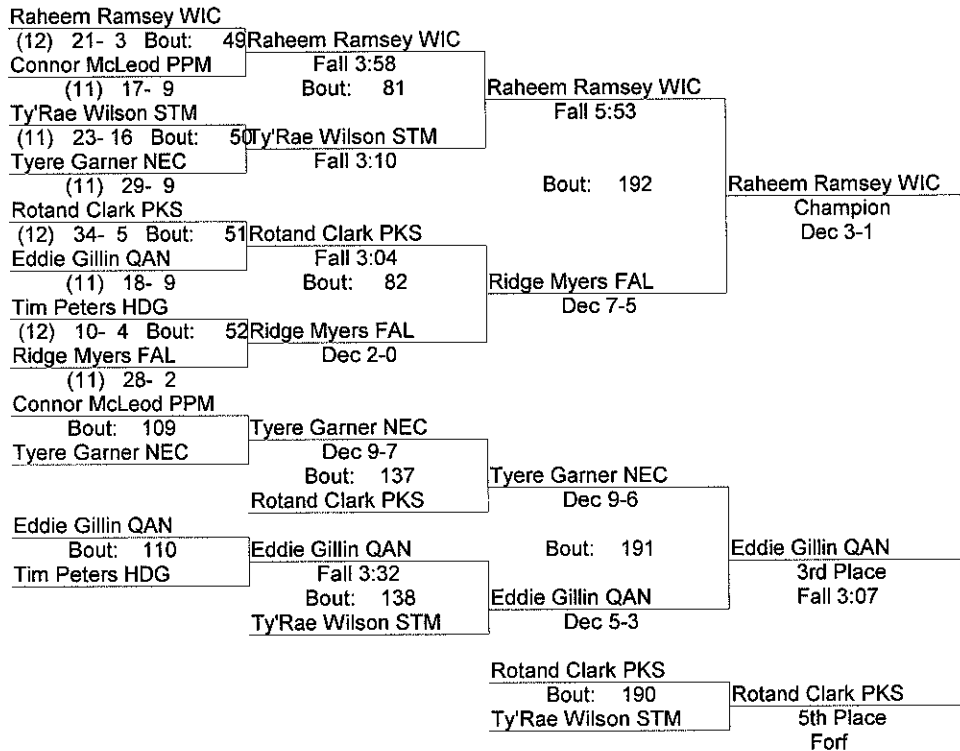 Raheem Ramsey WIC
(12) 21- 3 Bout: 49 Raheem Ramsey WIC
Connor McLeod PPM Fall 3:58
(11) 17- 9 Bout: 81 Raheem Ramsey WIC
Ty'Rae Wilson STM Fall 5:53
(11) 23- 16 Bout: 50 Ty'Rae Wilson STM
Tyere Garner NEC Fall 3:10
(11) 29- 9 Bout: 192 Raheem Ramsey WIC
Rotand Clark PKS Champion
(12) 34- 5 Bout: 51 Rotand Clark PKS Dec 3-1
Eddie Gillin QAN Fall 3:04
(11) 18- 9 Bout: 82 Ridge Myers FAL
Tim Peters HDG Dec 7-5
(12) 10- 4 Bout: 52 Ridge Myers FAL
Ridge Myers FAL Dec 2-0
(11) 28- 2
Connor McLeod PPM
Bout: 109 Tyere Garner NEC
Tyere Garner NEC Dec 9-7
Bout: 137 Tyere Garner NEC
Rotand Clark PKS Dec 9-6
Eddie Gillin QAN
Bout: 110 Eddie Gillin QAN Bout: 191 Eddie Gillin QAN
Tim Peters HDG Fall 3:32 3rd Place
Bout: 138 Eddie Gillin QAN Fall 3:07
Ty'Rae Wilson STM Dec 5-3
Rotand Clark PKS
Bout: 190 Rotand Clark PKS
Ty'Rae Wilson STM 5th Place
Forf